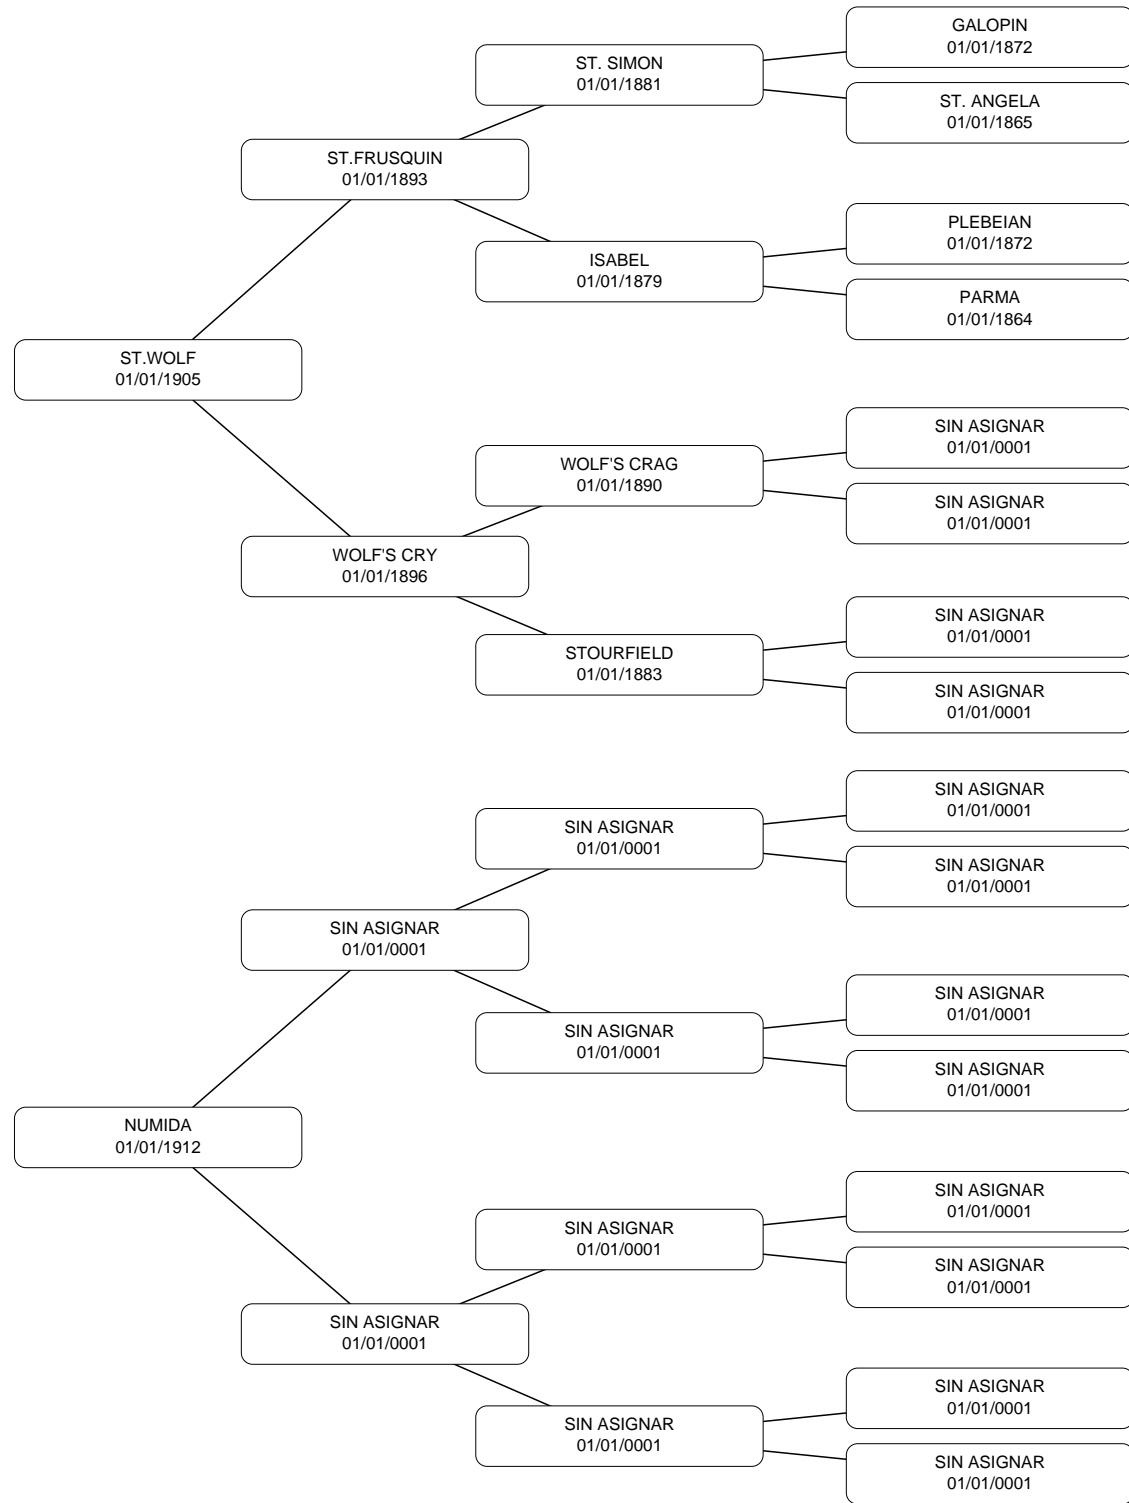 GALOPIN
01/01/1872
ST. SIMON
01/01/1881
ST. ANGELA
01/01/1865
ST.FRUSQUIN
01/01/1893
PLEBEIAN
01/01/1872
ISABEL
01/01/1879
PARMA
01/01/1864
ST.WOLF
01/01/1905
SIN ASIGNAR
01/01/0001
WOLF'S CRAG
01/01/1890
SIN ASIGNAR
01/01/0001
WOLF'S CRY
01/01/1896
SIN ASIGNAR
01/01/0001
STOURFIELD
01/01/1883
SIN ASIGNAR
01/01/0001
SIN ASIGNAR
01/01/0001
SIN ASIGNAR
01/01/0001
SIN ASIGNAR
01/01/0001
SIN ASIGNAR
01/01/0001
SIN ASIGNAR
01/01/0001
SIN ASIGNAR
01/01/0001
SIN ASIGNAR
01/01/0001
NUMIDA
01/01/1912
SIN ASIGNAR
01/01/0001
SIN ASIGNAR
01/01/0001
SIN ASIGNAR
01/01/0001
SIN ASIGNAR
01/01/0001
SIN ASIGNAR
01/01/0001
SIN ASIGNAR
01/01/0001
SIN ASIGNAR
01/01/0001